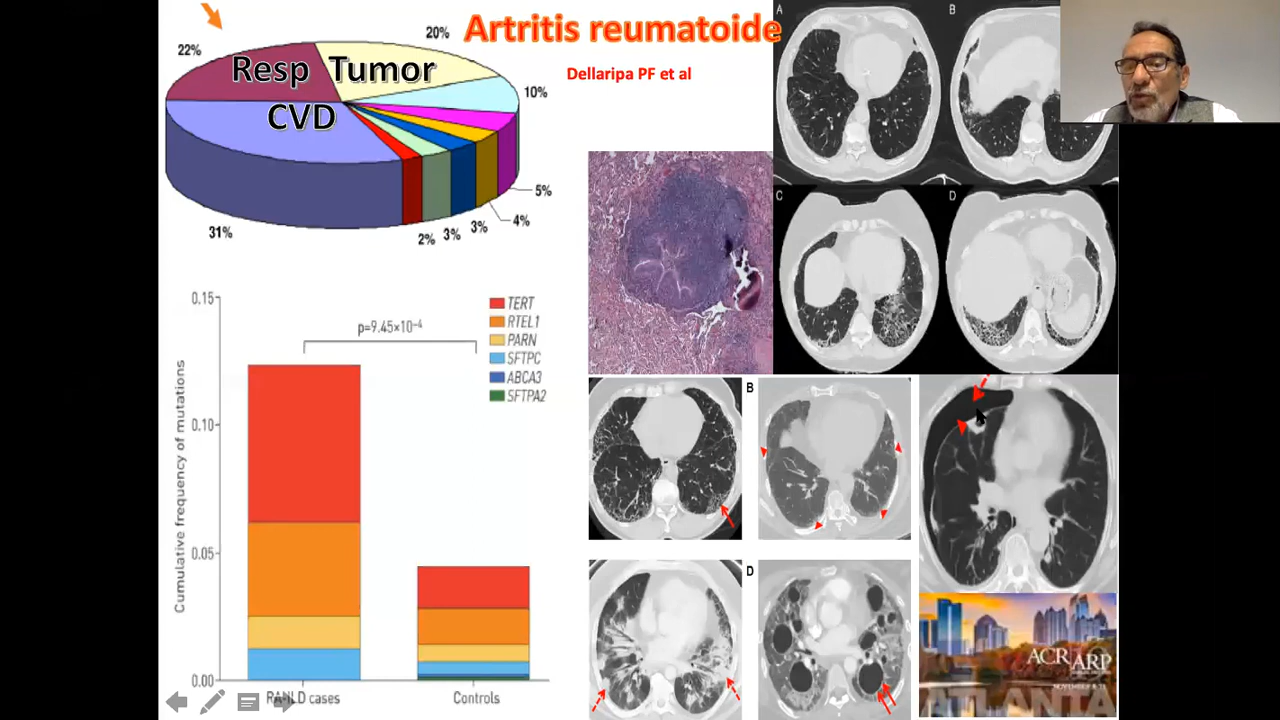 Artritis reumatoide
Dellaripa PF et al
20%
22%
Resp Tumor
CVD
10%
5%
4%
3%
3%
2%
31%
A
B
C
D
0.15
0.10
0.05
0.00
Cumulative frequency of mutations
p=9.45×10⁻⁴
TERT
RTEL1
PARN
SFTPC
ABCA3
SFTPA2
RA-ILD cases
Controls
B
D
ACR ARP
ATLANTA